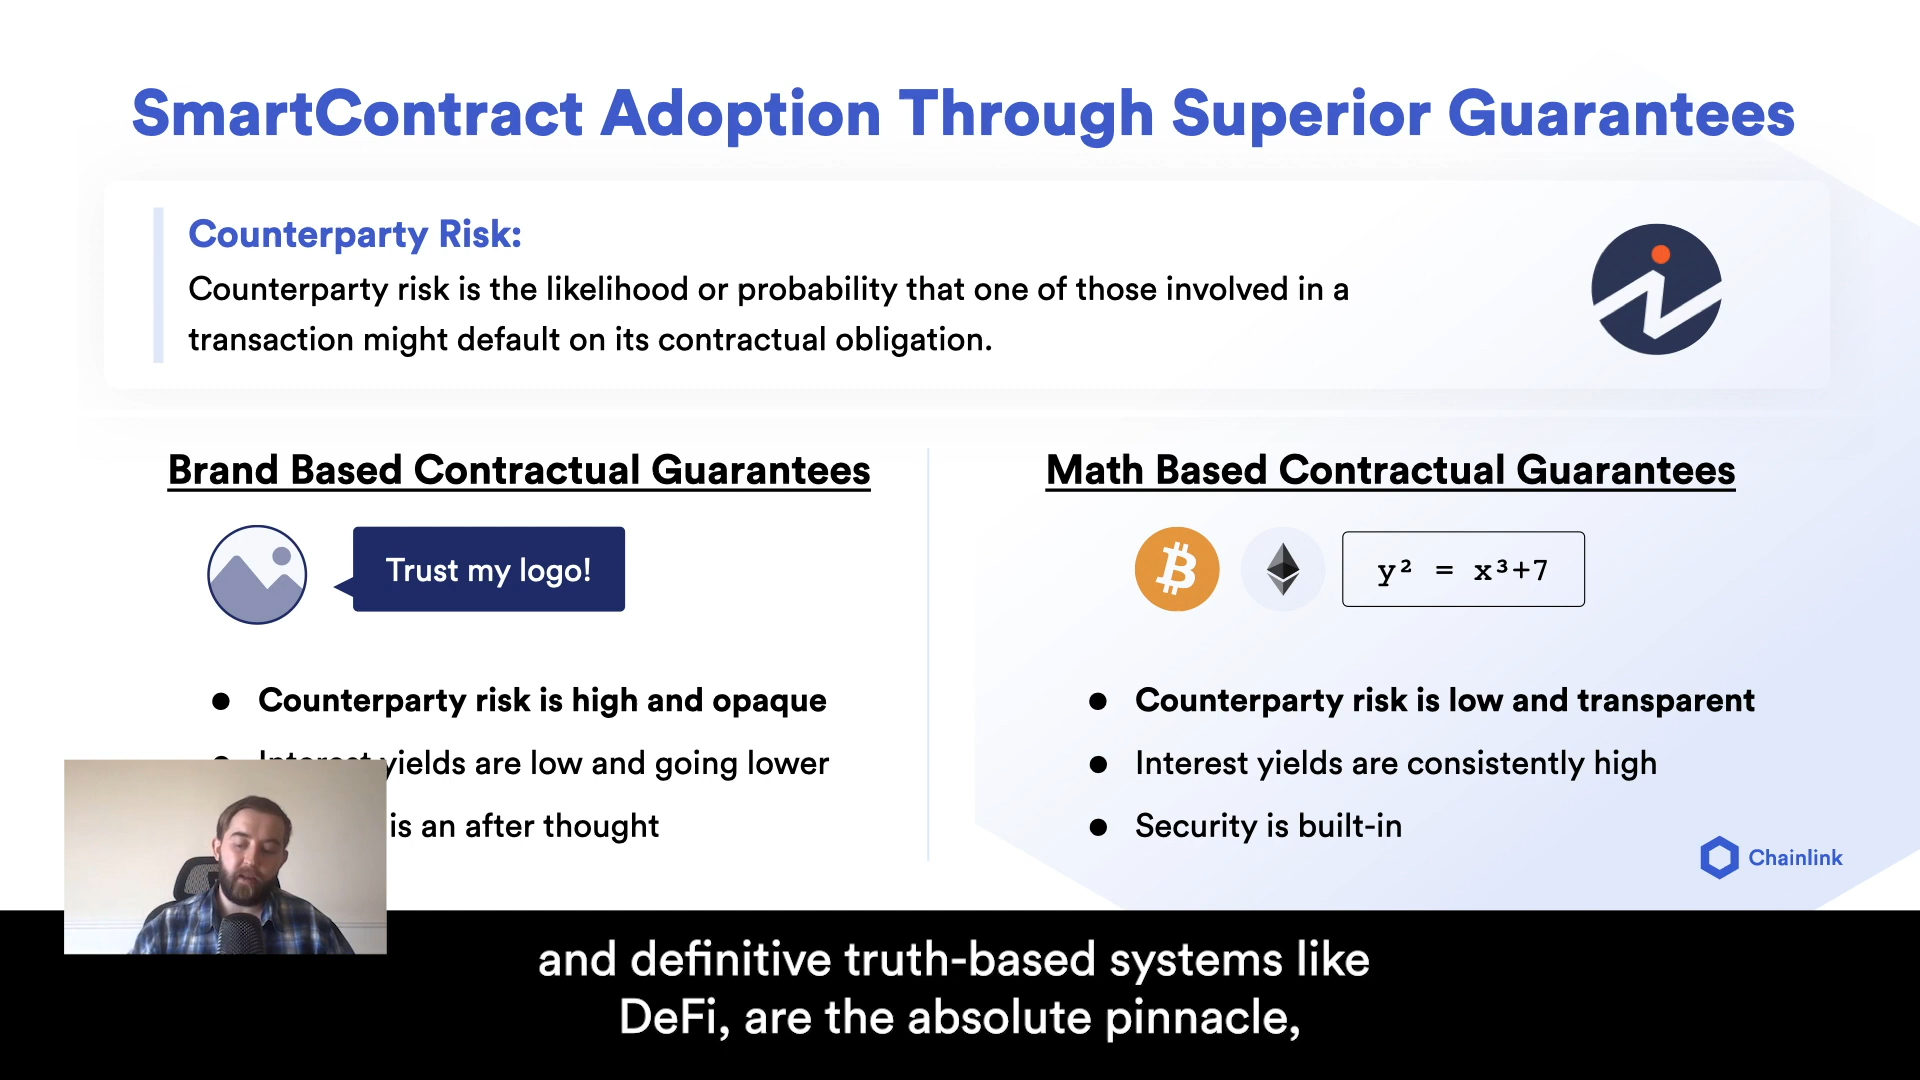 SmartContract Adoption Through Superior Guarantees
Counterparty Risk:
Counterparty risk is the likelihood or probability that one of those involved in a
transaction might default on its contractual obligation.
Brand Based Contractual Guarantees
Trust my logo!
● Counterparty risk is high and opaque
● Interest yields are low and going lower
is an after thought
Math Based Contractual Guarantees
y² = x³+7
● Counterparty risk is low and transparent
● Interest yields are consistently high
● Security is built-in
Chainlink
and definitive truth-based systems like
DeFi, are the absolute pinnacle,